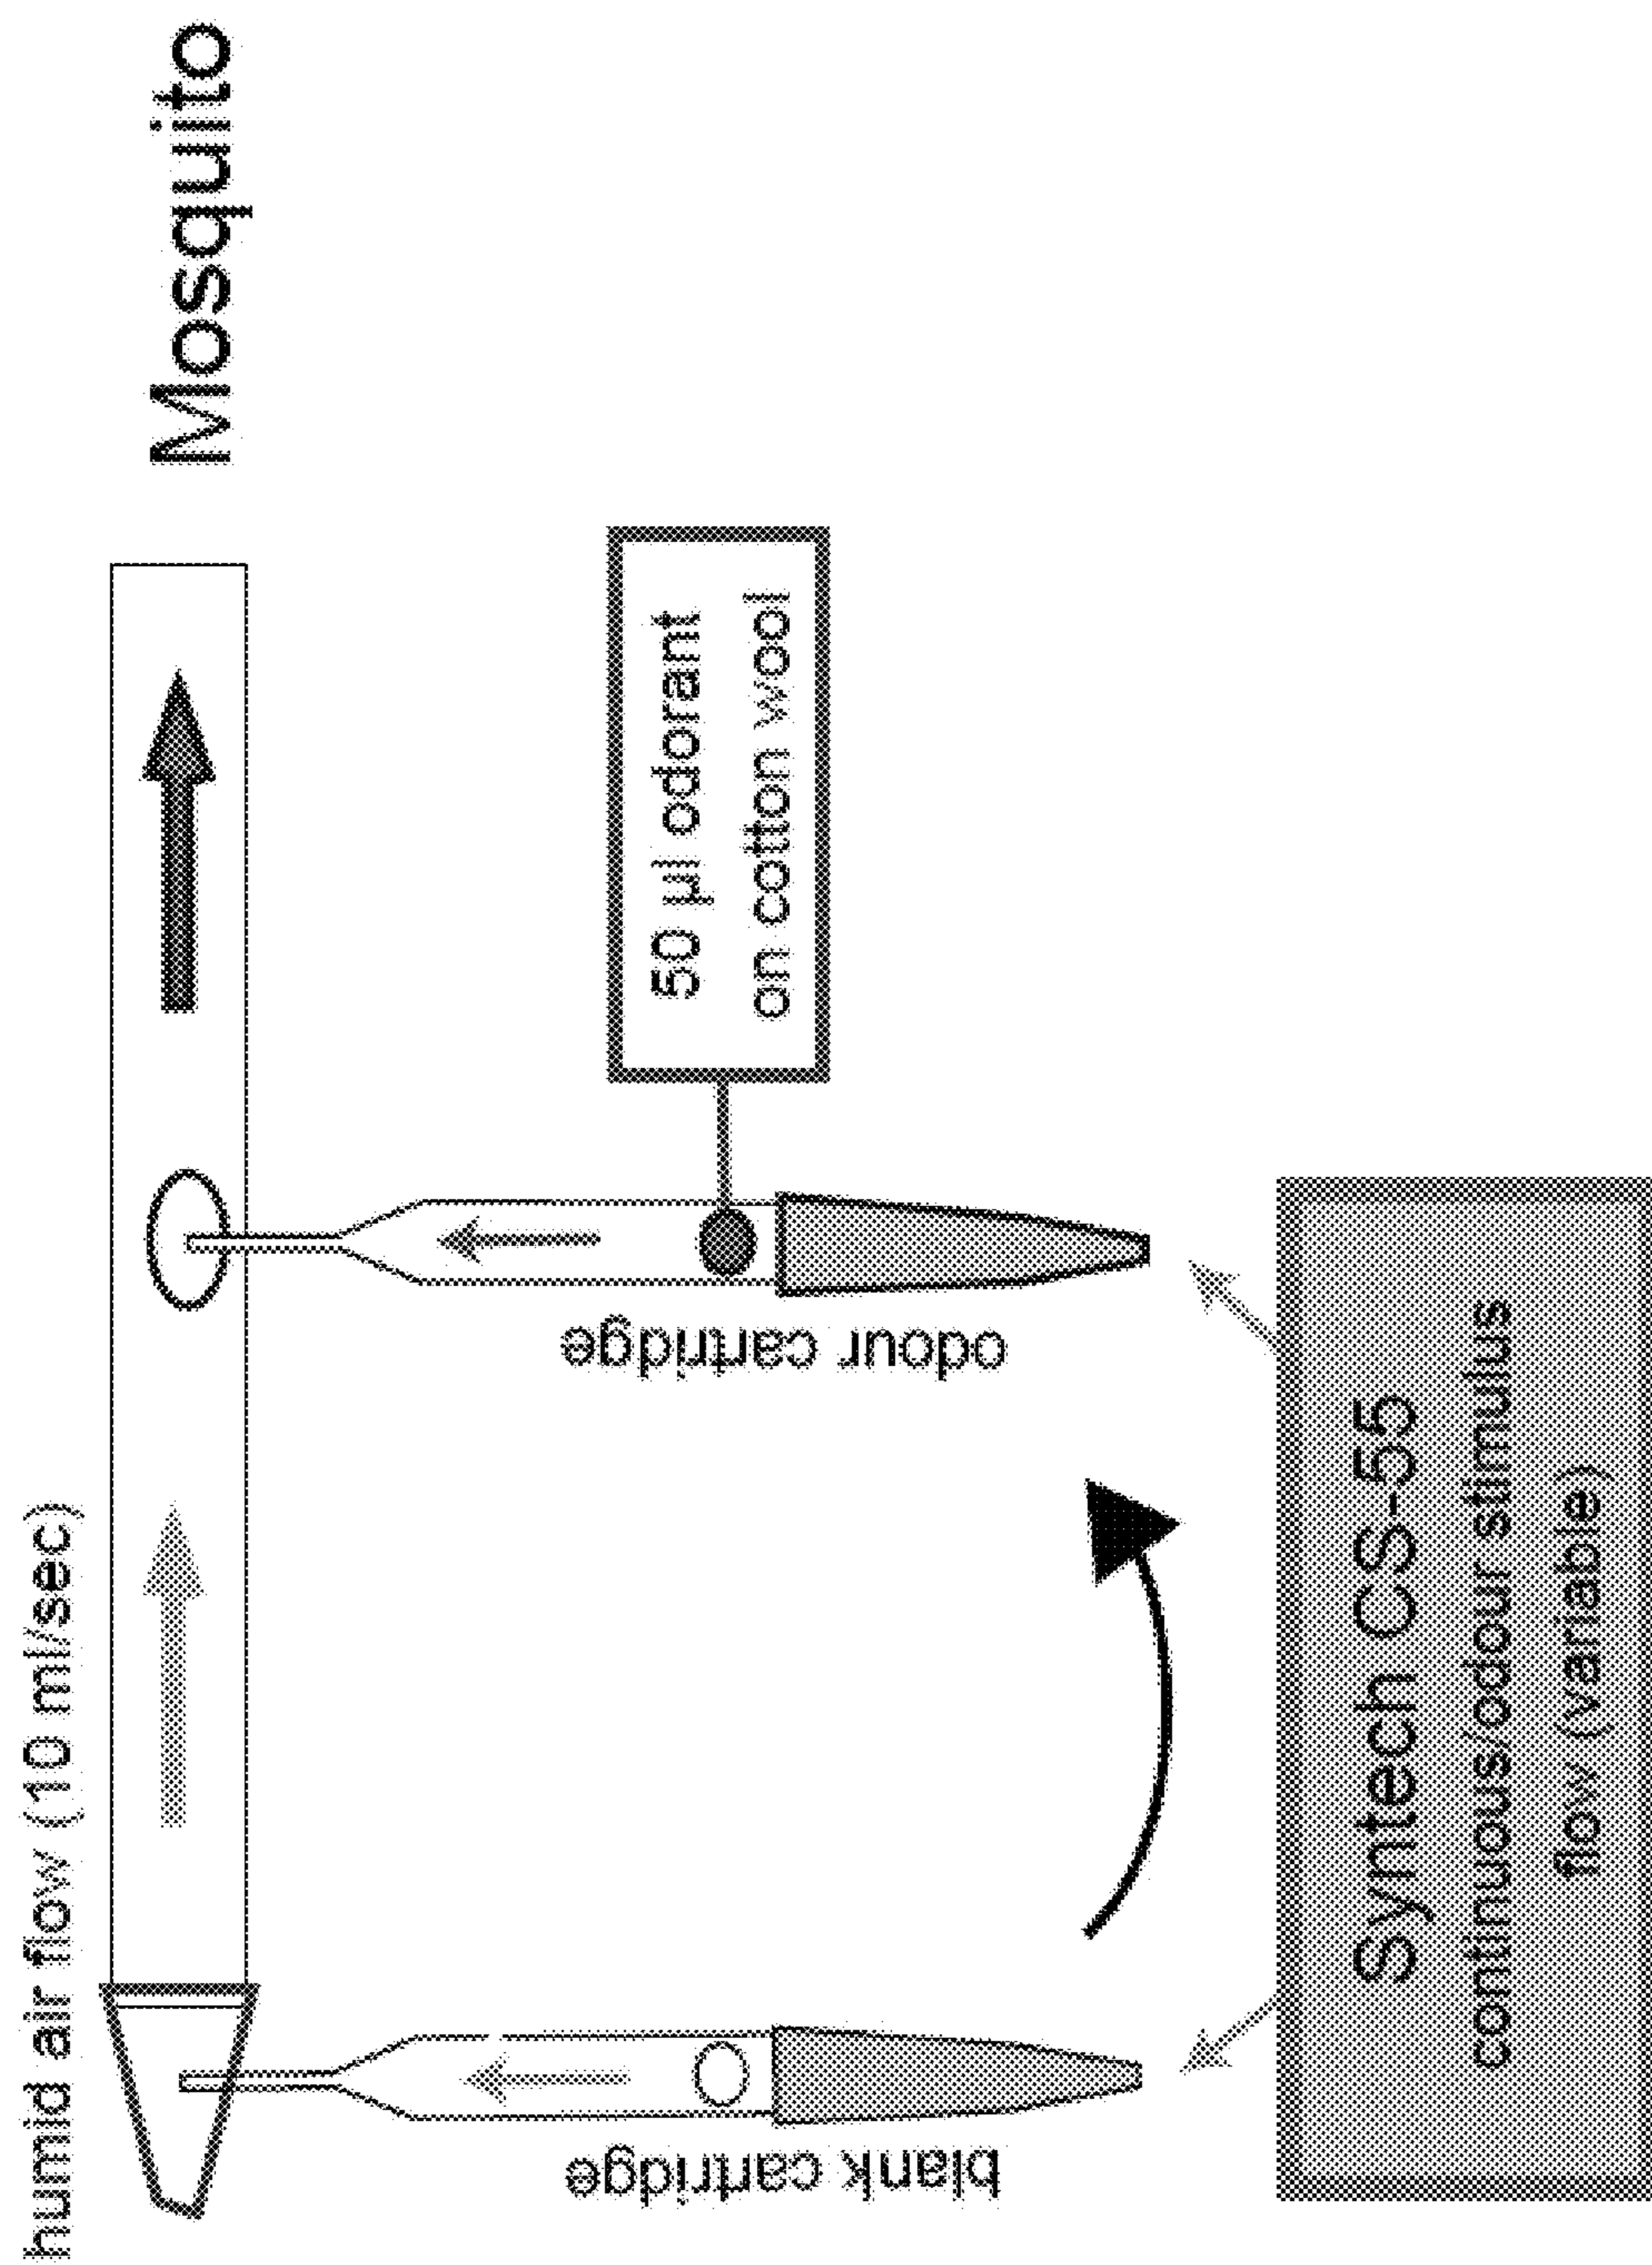 humid air flow (10 ml/sec)
Mosquito
blank cartridge
odour cartridge
50 µl odorant
on cotton wool
Syntech CS-55
continuous/odour stimulus
flow (variable)